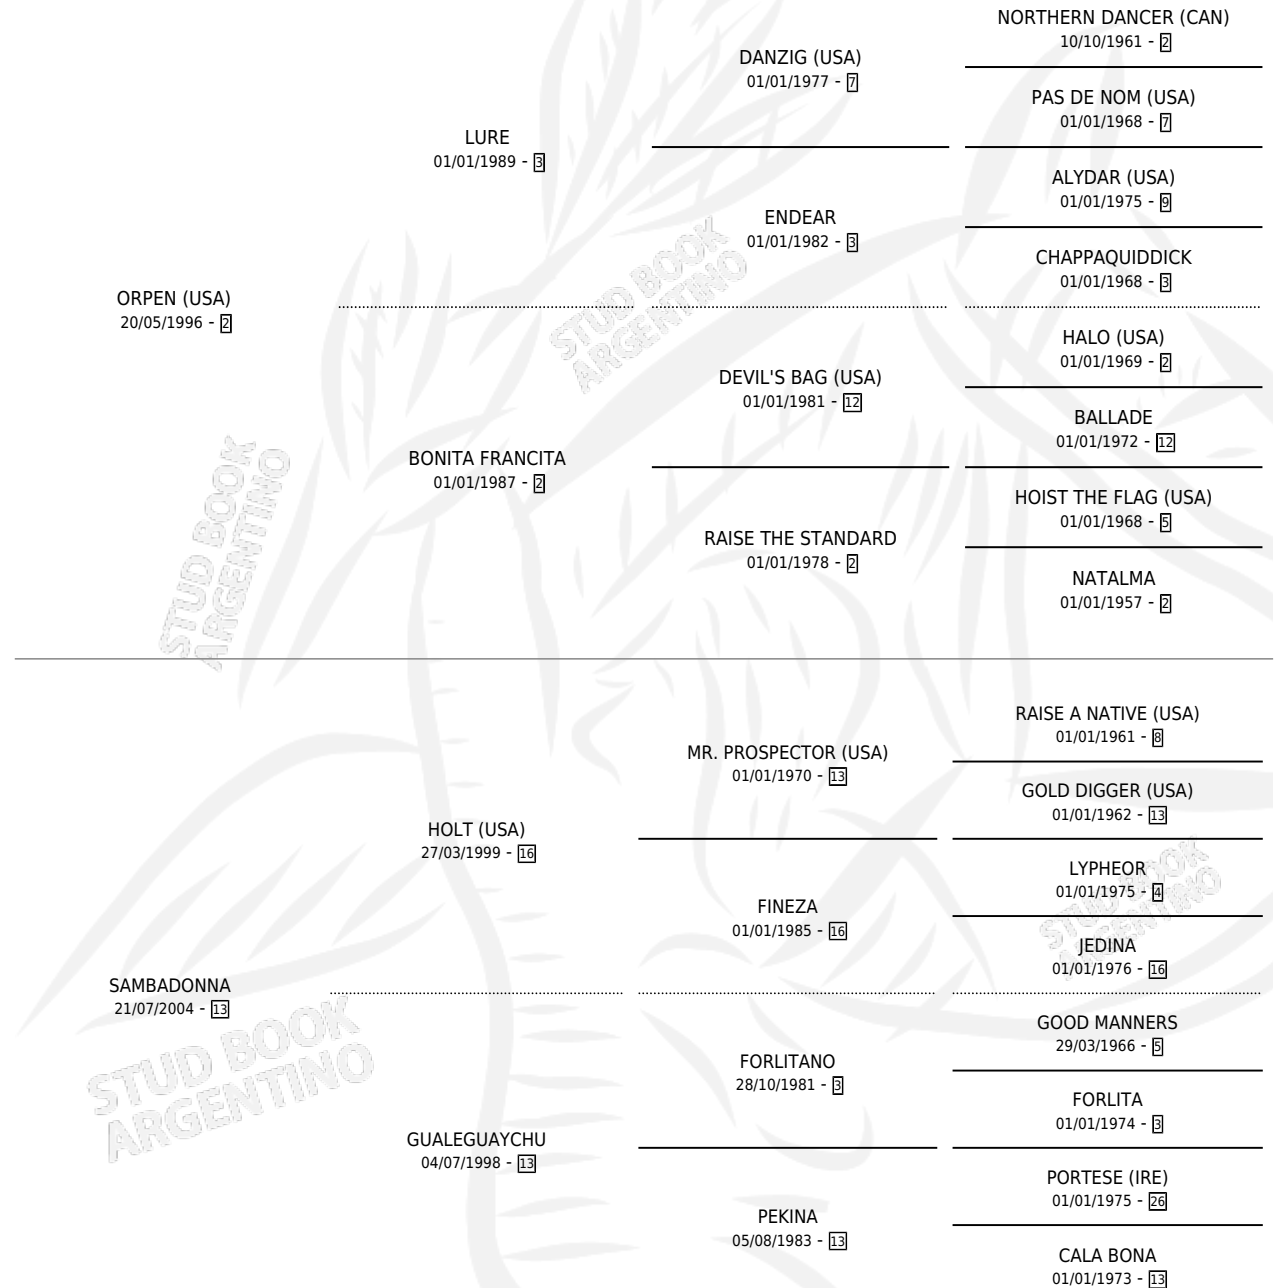 NORTHERN DANCER (CAN)
10/10/1961 - 2
DANZIG (USA)
01/01/1977 - 7
PAS DE NOM (USA)
01/01/1968 - 7
LURE
01/01/1989 - 3
ALYDAR (USA)
01/01/1975 - 9
ENDEAR
01/01/1982 - 3
CHAPPAQUIDDICK
01/01/1968 - 3
ORPEN (USA)
20/05/1996 - 2
STUD BOOK
ARGENTINO
HALO (USA)
01/01/1969 - 2
DEVIL'S BAG (USA)
01/01/1981 - 12
BALLADE
01/01/1972 - 12
BONITA FRANCITA
01/01/1987 - 2
HOIST THE FLAG (USA)
01/01/1968 - 5
RAISE THE STANDARD
01/01/1978 - 2
NATALMA
01/01/1957 - 2
STUD BOOK
ARGENTINO
RAISE A NATIVE (USA)
01/01/1961 - 8
MR. PROSPECTOR (USA)
01/01/1970 - 13
GOLD DIGGER (USA)
01/01/1962 - 13
HOLT (USA)
27/03/1999 - 16
LYPHEOR
01/01/1975 - 4
FINEZA
01/01/1985 - 16
STUD BOOK
ARGENTINO
JEDINA
01/01/1976 - 16
SAMBADONNA
21/07/2004 - 13
STUD BOOK
ARGENTINO
GOOD MANNERS
29/03/1966 - 5
FORLITANO
28/10/1981 - 3
FORLITA
01/01/1974 - 3
GUALEGUAYCHU
04/07/1998 - 13
PORTESE (IRE)
01/01/1975 - 26
PEKINA
05/08/1983 - 13
CALA BONA
01/01/1973 - 13